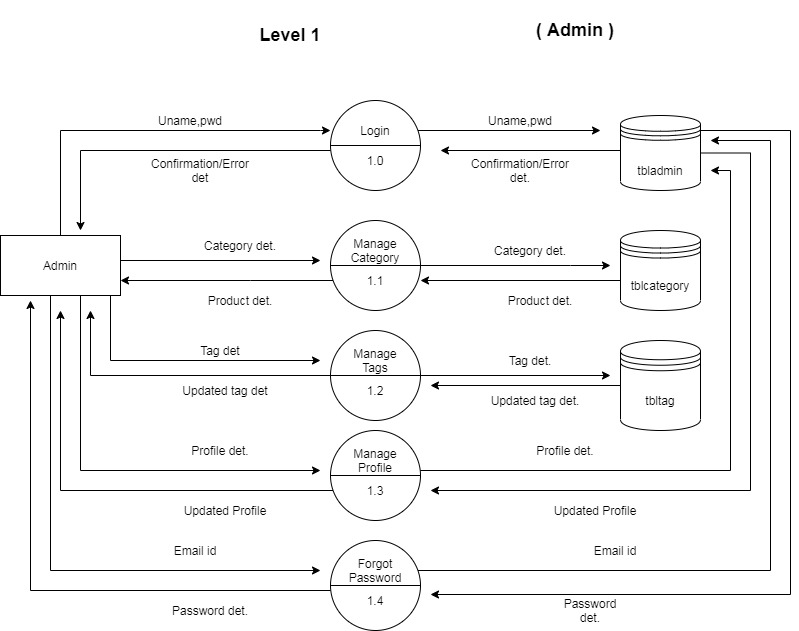 Level 1
( Admin )
Uname,pwd
Login
Uname,pwd
1.0
Confirmation/Error
det
Confirmation/Error
det.
tbladmin
Admin
Category det.
Manage
Category
Category det.
1.1
tblcategory
Product det.
Product det.
Tag det
Manage
Tags
Tag det.
1.2
Updated tag det
Updated tag det.
tbltag
Profile det.
Manage
Profile
Profile det.
1.3
Updated Profile
Updated Profile
Email id
Forgot
Password
Email id
1.4
Password det.
Password
det.